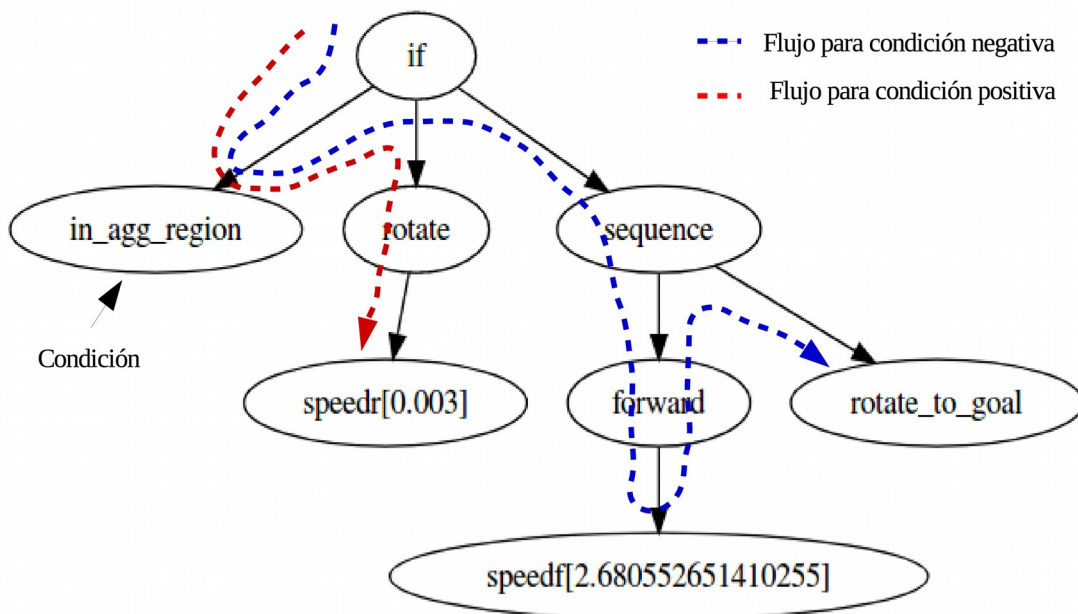 if
Flujo para condición negativa
Flujo para condición positiva
in_agg_region
rotate
sequence
Condición
speedr[0.003]
forward
rotate_to_goal
speedf[2.680552651410255]